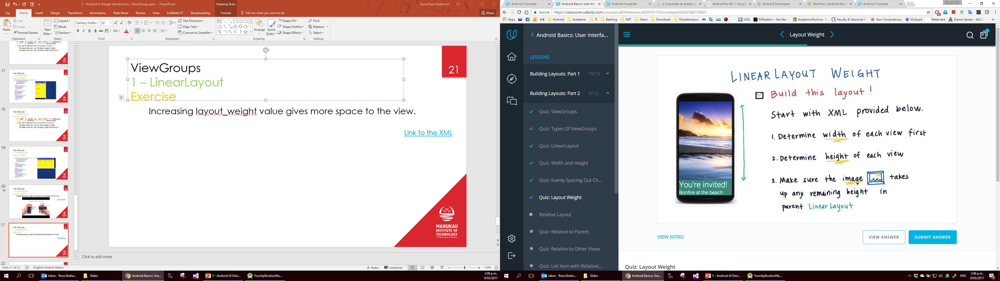 5 - Android UI Design Introduction - ViewGroups.pptx - PowerPoint
Drawing Tools
Seyed Reza Shahamiri
File Home Insert Design Transitions Animations Slide Show Review View EndNote X7 Storyboarding Format Tell me what you want to do Share
Paste
Cut
Copy
Format Painter
Clipboard
New Slide
Layout
Reset
Section
Slides
Century Gothic 32
Font
Text Direction
Align Text
Convert to SmartArt
Paragraph
Arrange
Quick Styles
Shape Fill
Shape Outline
Shape Effects
Drawing
Find
Replace
Select
Editing
17
18
19
20
21
22
ViewGroups
1 – LinearLayout
Exercise
21
Increasing layout_weight value gives more space to the view.
Link to the XML
MANUKAU
INSTITUTE OF
TECHNOLOGY
Click to add notes
Slide 21 of 22 English (United States) Notes Comments 108%
Inbox - Reza.Shaha... Slides Android Basics: Use... 5 - Android UI Desi... YuorApllicationNa...
2:46 p.m.
9/03/2017
Android Visualizer Android Basics: User Inte Android Visualizer is it possible to evenly di Android for All | Google Android Developers TextView | Android Deve Android Visualizer Seyed Reza
Secure https://classroom.udacity.com/courses/ud834/lessons/4330701752/concepts/42042586730923
Apps Android Academic IT Banking MIT News Download Miscellaneous UML Riffstation - Get the c AcademicWork.ca - C Faculty & Sessional P Your Computeroxy MySpark Watercare Dance classes - AUCK
Android Basics: User Interfa...
LESSONS
Building Layouts: Part 1 15/15
Building Layouts: Part 2 6/12
Quiz: ViewGroups
Quiz: Types Of ViewGroups
Quiz: LinearLayout
Quiz: Width and Height
Quiz: Evenly Spacing Out Ch...
Quiz: Layout Weight
Relative Layout
Quiz: Relative to Parent
Quiz: Relative to Other Views
Quiz: List Item with RelativeL...
Layout Weight
LINEAR LAYOUT WEIGHT
Build this layout!
Start with XML provided below.
1. Determine width of each view first
2. Determine height of each view
3. Make sure the image takes
up any remaining height in
parent Linear Layout
You're invited!
Bonfire at the beach
VIEW INTRO
VIEW ANSWER
SUBMIT ANSWER
Quiz: Layout Weight
Inbox - Reza.Shaha... Slides Android Basics: Use... 5 - Android UI Desi... YuorApllicationNa...
ENG
2:46 p.m.
9/03/2017